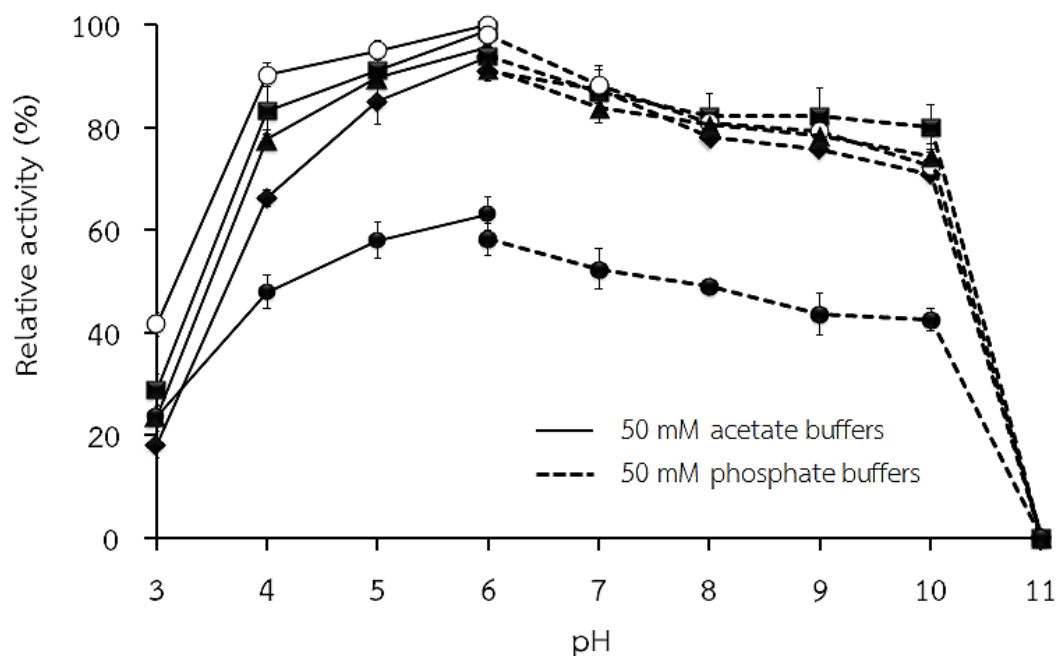 Relative activity (%)
100
80
60
40
20
0
50 mM acetate buffers
50 mM phosphate buffers
3 4 5 6 7 8 9 10 11
pH